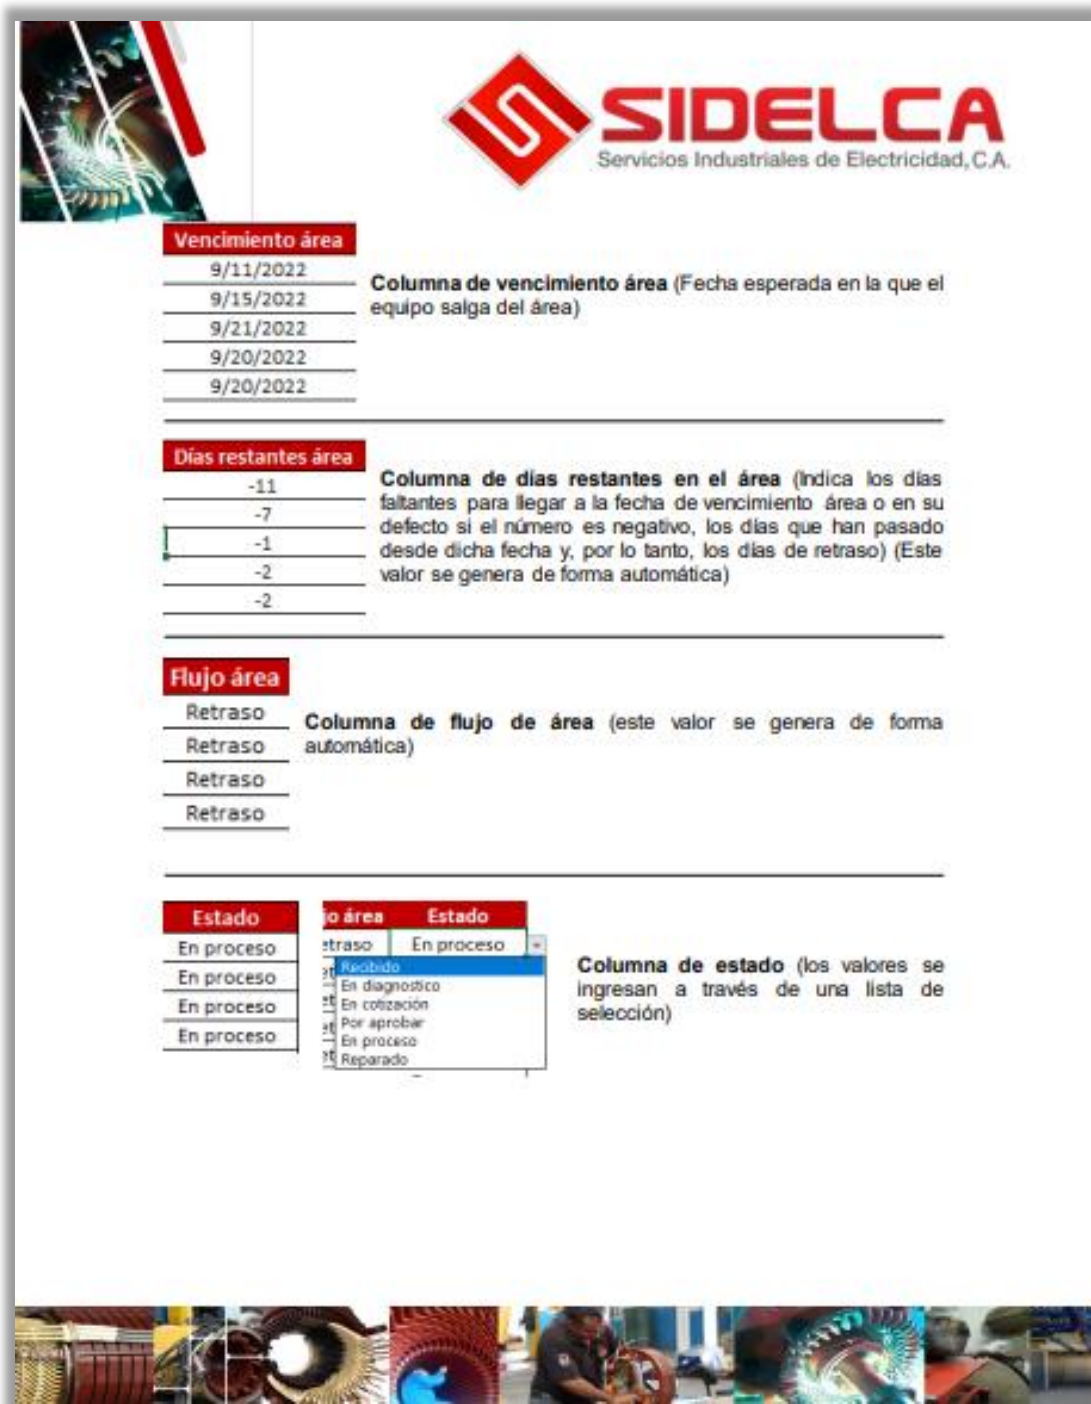 SIDELCA
Servicios Industriales de Electricidad, C.A.
Vencimiento área
9/11/2022
9/15/2022
9/21/2022
9/20/2022
9/20/2022
Columna de vencimiento área (Fecha esperada en la que el
equipo salga del área)
Días restantes área
-11
-7
-1
-2
-2
Columna de días restantes en el área (Indica los días
faltantes para llegar a la fecha de vencimiento área o en su
defecto si el número es negativo, los días que han pasado
desde dicha fecha y, por lo tanto, los días de retraso) (Este
valor se genera de forma automática)
Flujo área
Retraso
Retraso
Retraso
Retraso
Columna de flujo de área (este valor se genera de forma
automática)
Estado
En proceso
En proceso
En proceso
En proceso
jo área Estado
etraso En proceso
Recibido
En diagnostico
En cotización
Por aprobar
En proceso
Reparado
Columna de estado (los valores se
ingresan a través de una lista de
selección)